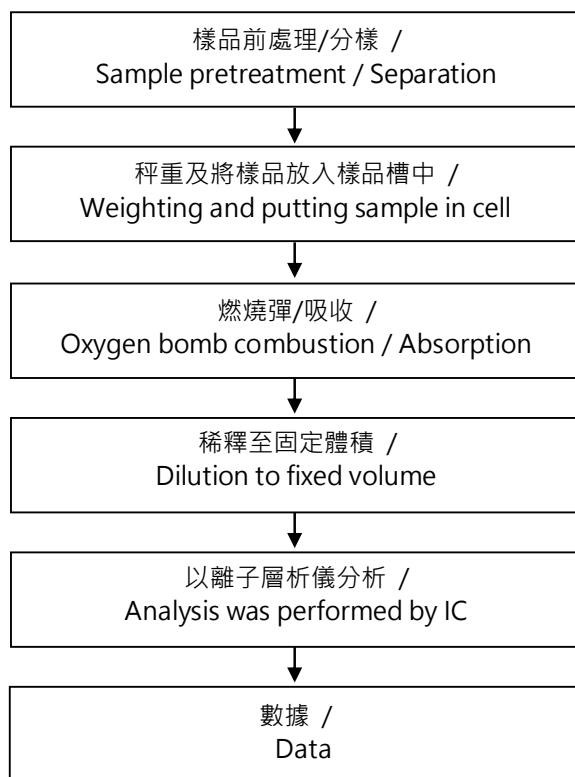 樣品前處理/分樣 /
Sample pretreatment / Separation
秤重及將樣品放入樣品槽中 /
Weighting and putting sample in cell
燃燒彈/吸收 /
Oxygen bomb combustion / Absorption
稀釋至固定體積 /
Dilution to fixed volume
以離子層析儀分析 /
Analysis was performed by IC
數據 /
Data